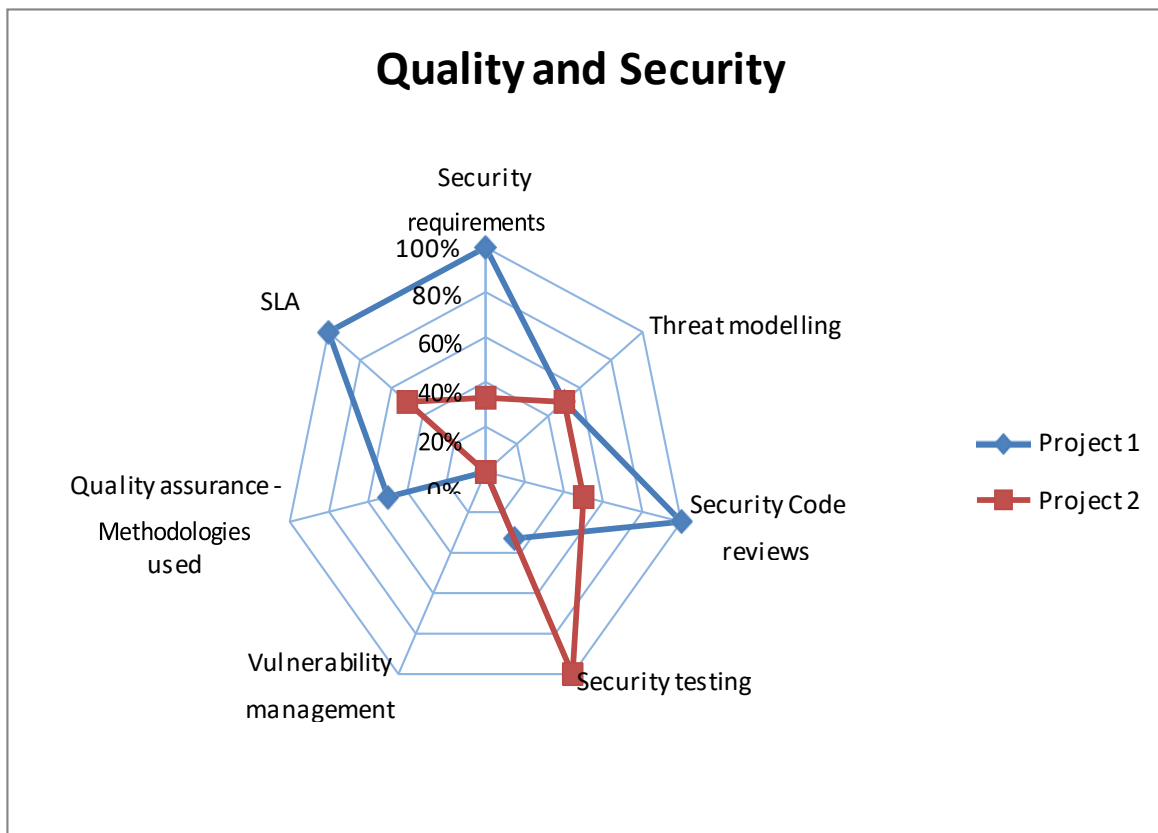 Quality and Security
Security
requirements
100%
80%
60%
40%
20%
0%
SLA
Threat modelling
Quality assurance -
Methodologies
used
Security Code
reviews
Vulnerability
management
Security testing
Project 1
Project 2